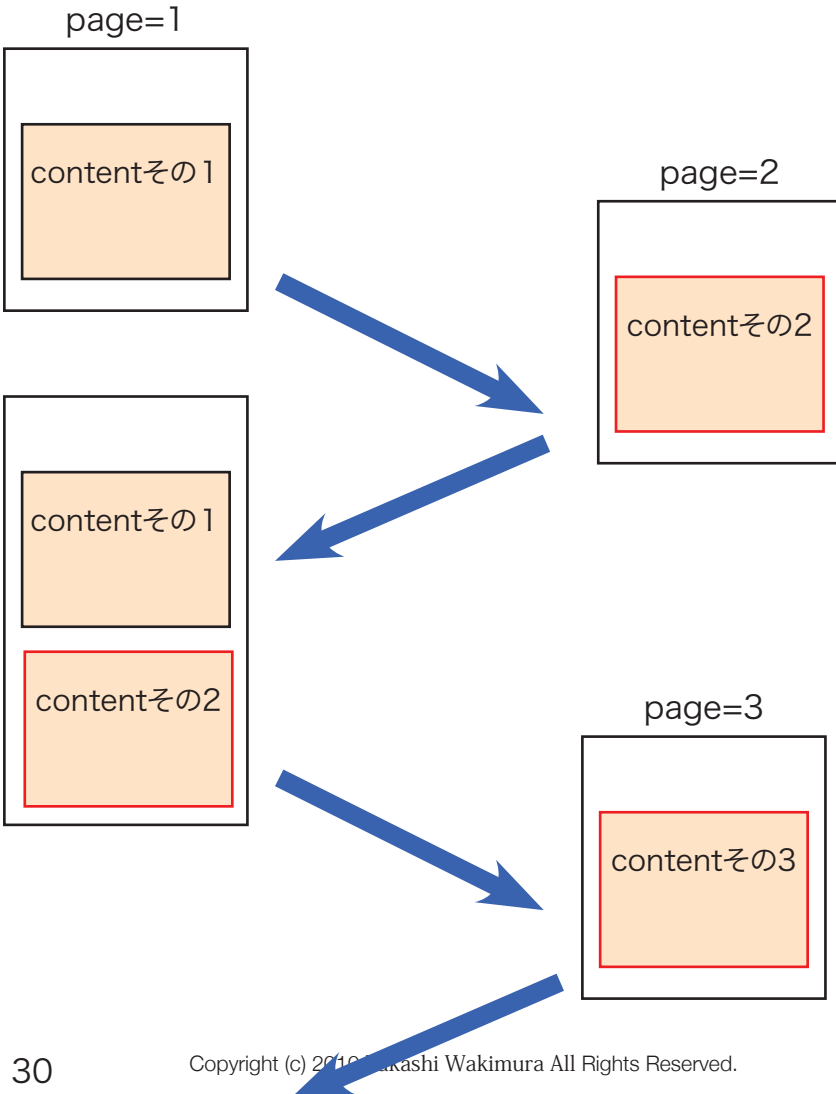 page=1
contentその1
page=2
contentその2
contentその1
contentその2
page=3
contentその3
30
Copyright (c) Wakimura All Rights Reserved.